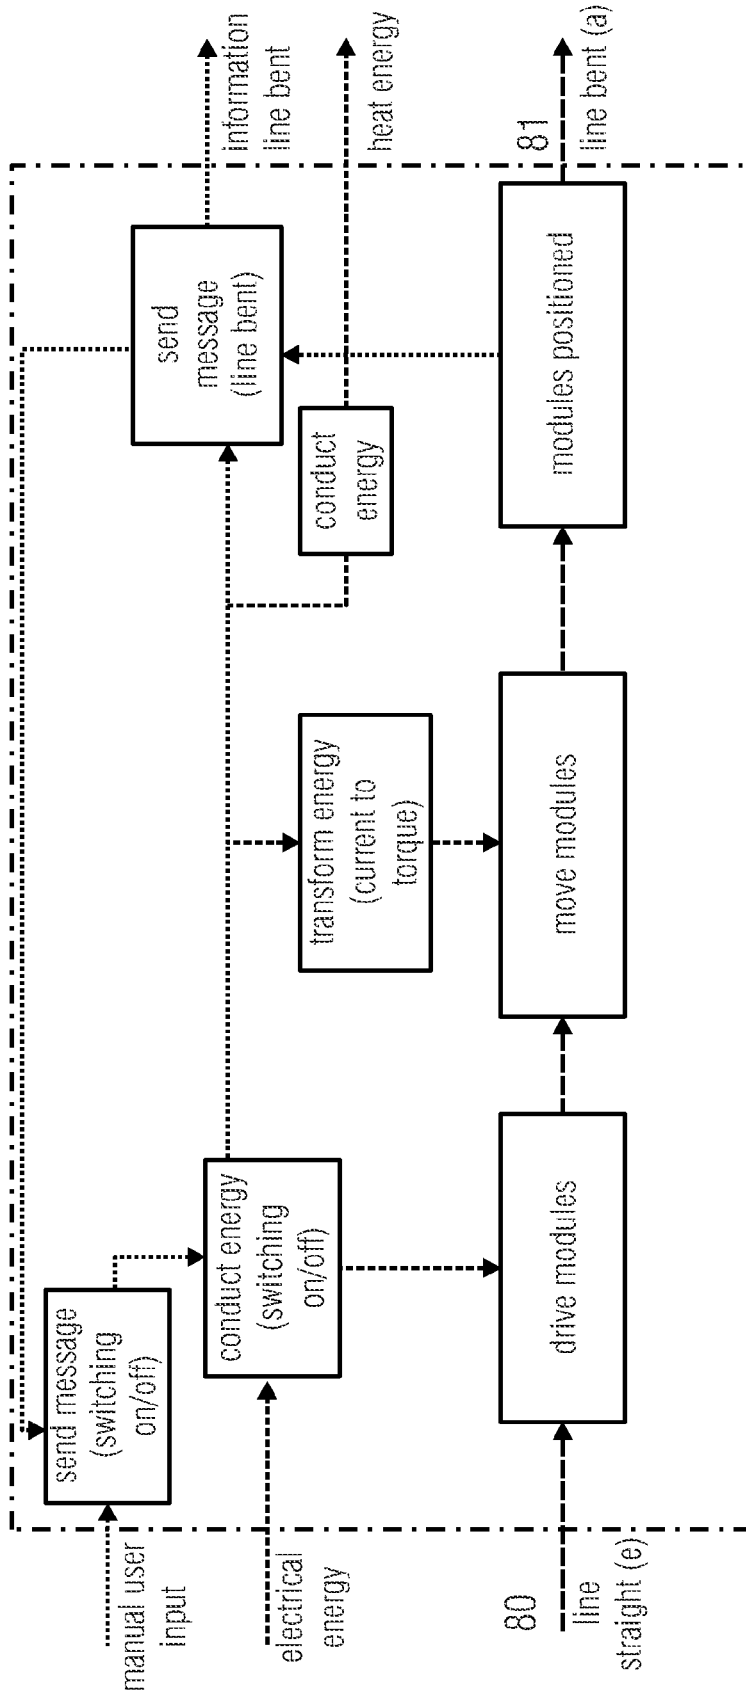 manual user
input
send message
(switching
on/off)
electrical
energy
conduct energy
(switching
on/off)
80
line
straight (e)
drive modules
transform energy
(current to
torque)
move modules
conduct
energy
send
message
(line bent)
modules positioned
information
line bent
heat energy
81
line bent (a)